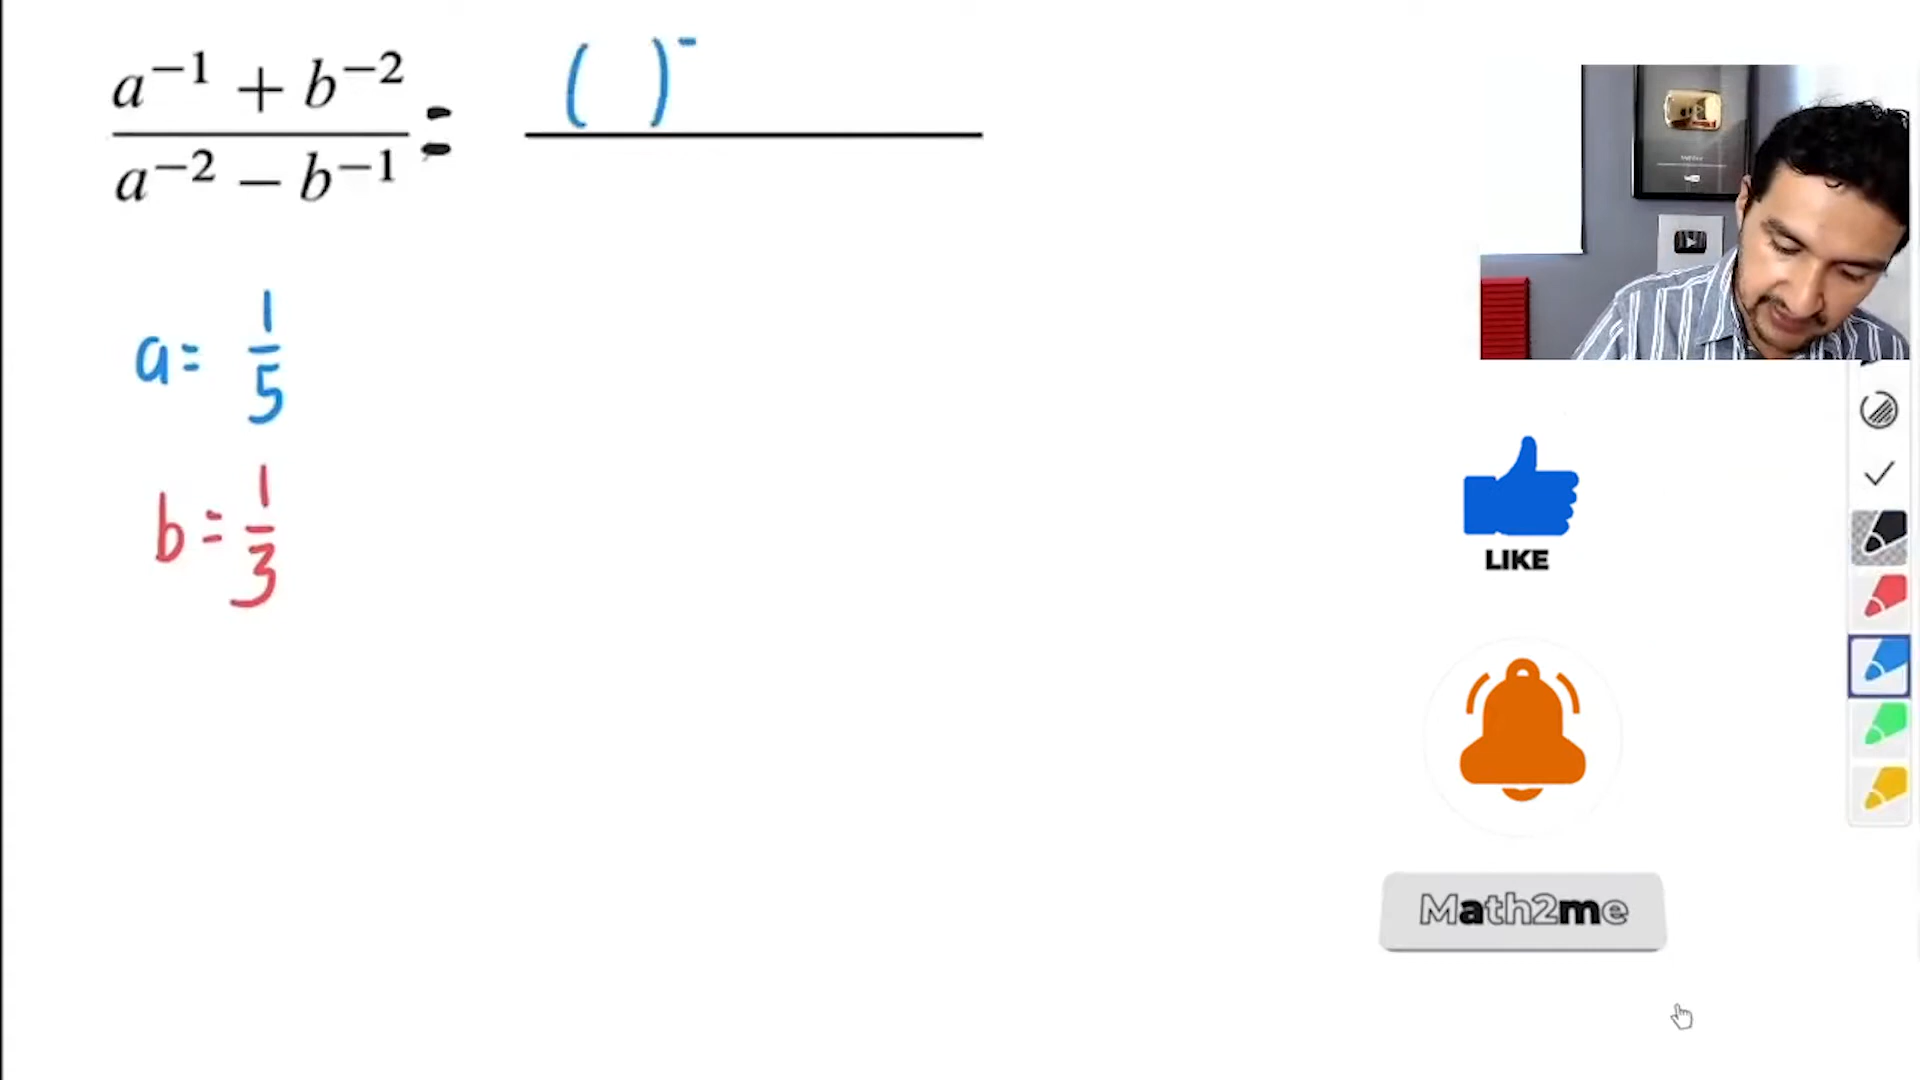 a⁻¹ + b⁻² / a⁻² − b⁻¹ = ( )⁻
a = 1/5
b = 1/3
LIKE
Math2me